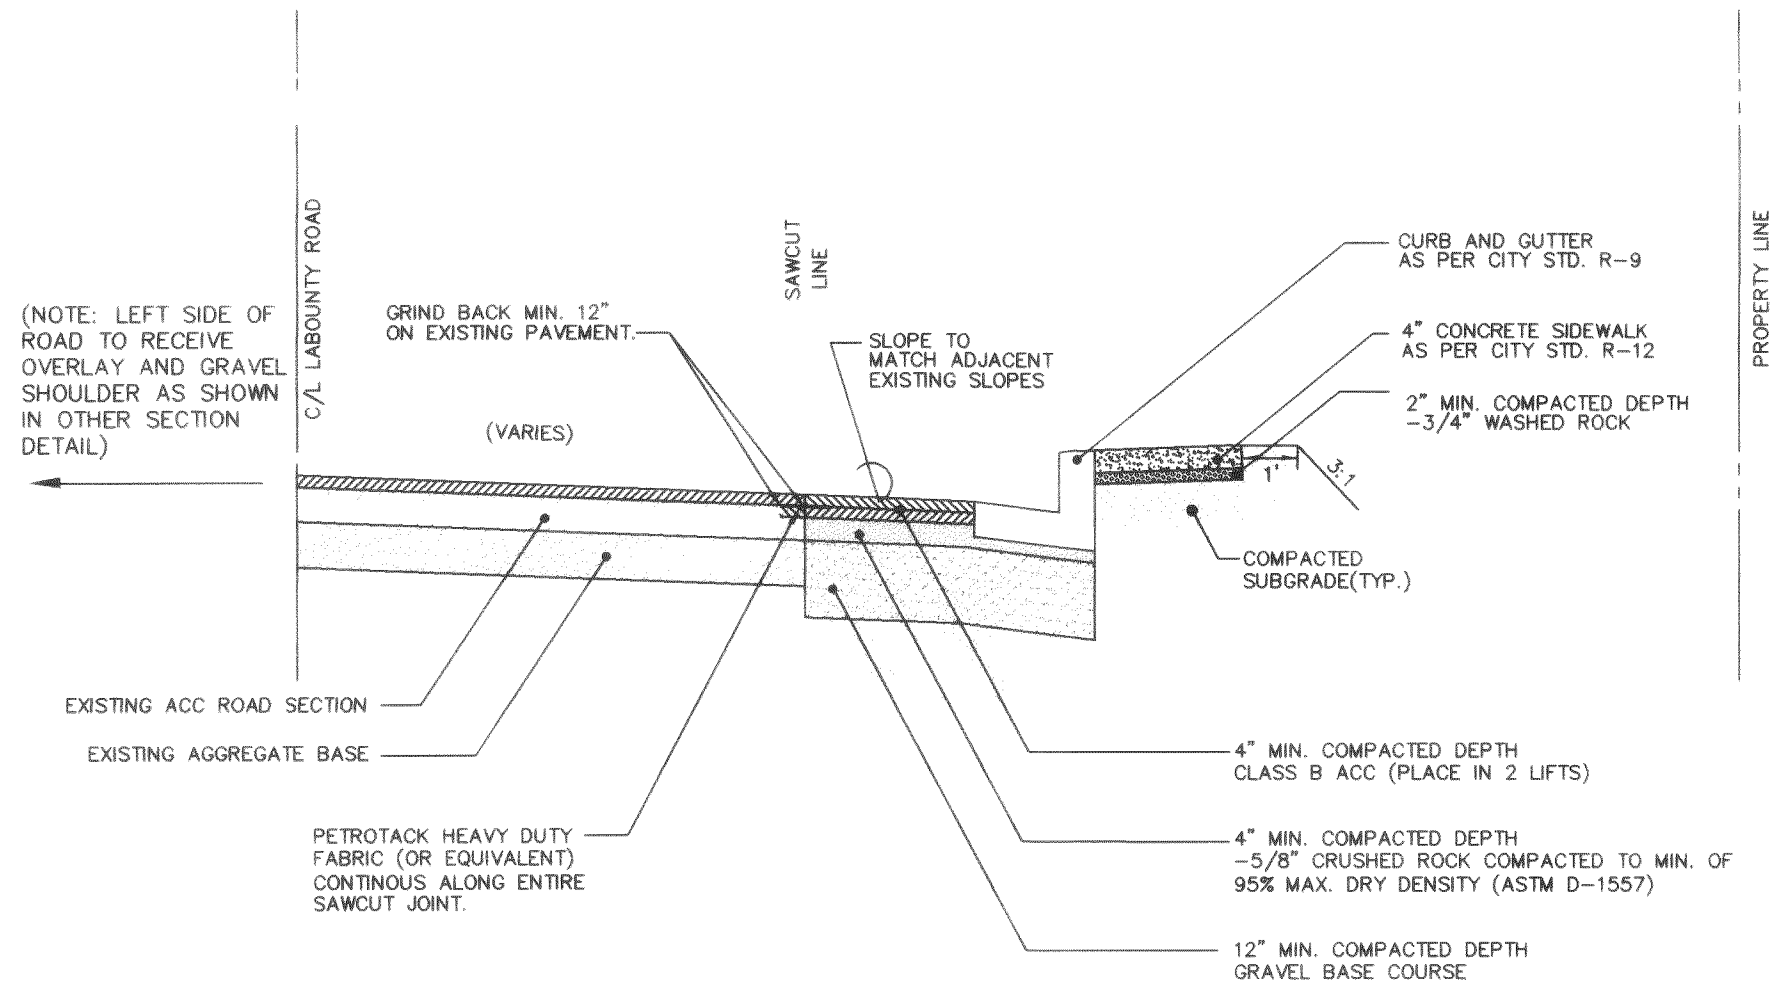 (NOTE: LEFT SIDE OF
ROAD TO RECEIVE
OVERLAY AND GRAVEL
SHOULDER AS SHOWN
IN OTHER SECTION
DETAIL)
C/L LABOUNTY ROAD
GRIND BACK MIN. 12"
ON EXISTING PAVEMENT.
(VARIES)
SAWCUT
LINE
SLOPE TO
MATCH ADJACENT
EXISTING SLOPES
CURB AND GUTTER
AS PER CITY STD. R-9
4" CONCRETE SIDEWALK
AS PER CITY STD. R-12
2" MIN. COMPACTED DEPTH
-3/4" WASHED ROCK
PROPERTY LINE
1'
3:1
COMPACTED
SUBGRADE(TYP.)
EXISTING ACC ROAD SECTION
EXISTING AGGREGATE BASE
PETROTACK HEAVY DUTY
FABRIC (OR EQUIVALENT)
CONTINOUS ALONG ENTIRE
SAWCUT JOINT.
4" MIN. COMPACTED DEPTH
CLASS B ACC (PLACE IN 2 LIFTS)
4" MIN. COMPACTED DEPTH
-5/8" CRUSHED ROCK COMPACTED TO MIN. OF
95% MAX. DRY DENSITY (ASTM D-1557)
12" MIN. COMPACTED DEPTH
GRAVEL BASE COURSE